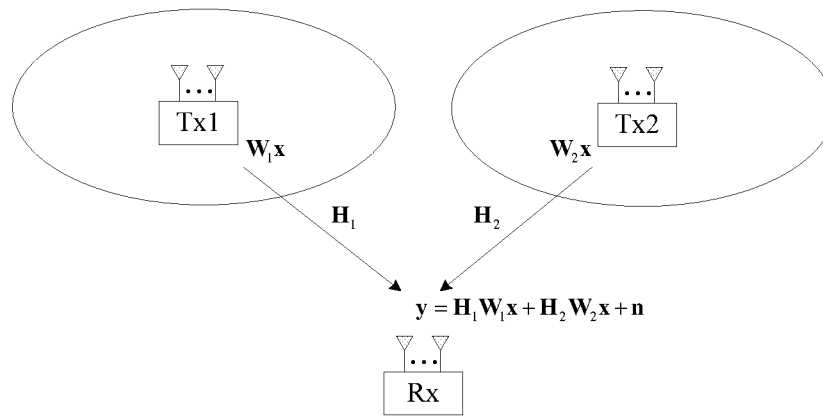 Tx1
Tx2
W₁x
W₂x
H₁
H₂
y = H₁W₁x + H₂W₂x + n
Rx